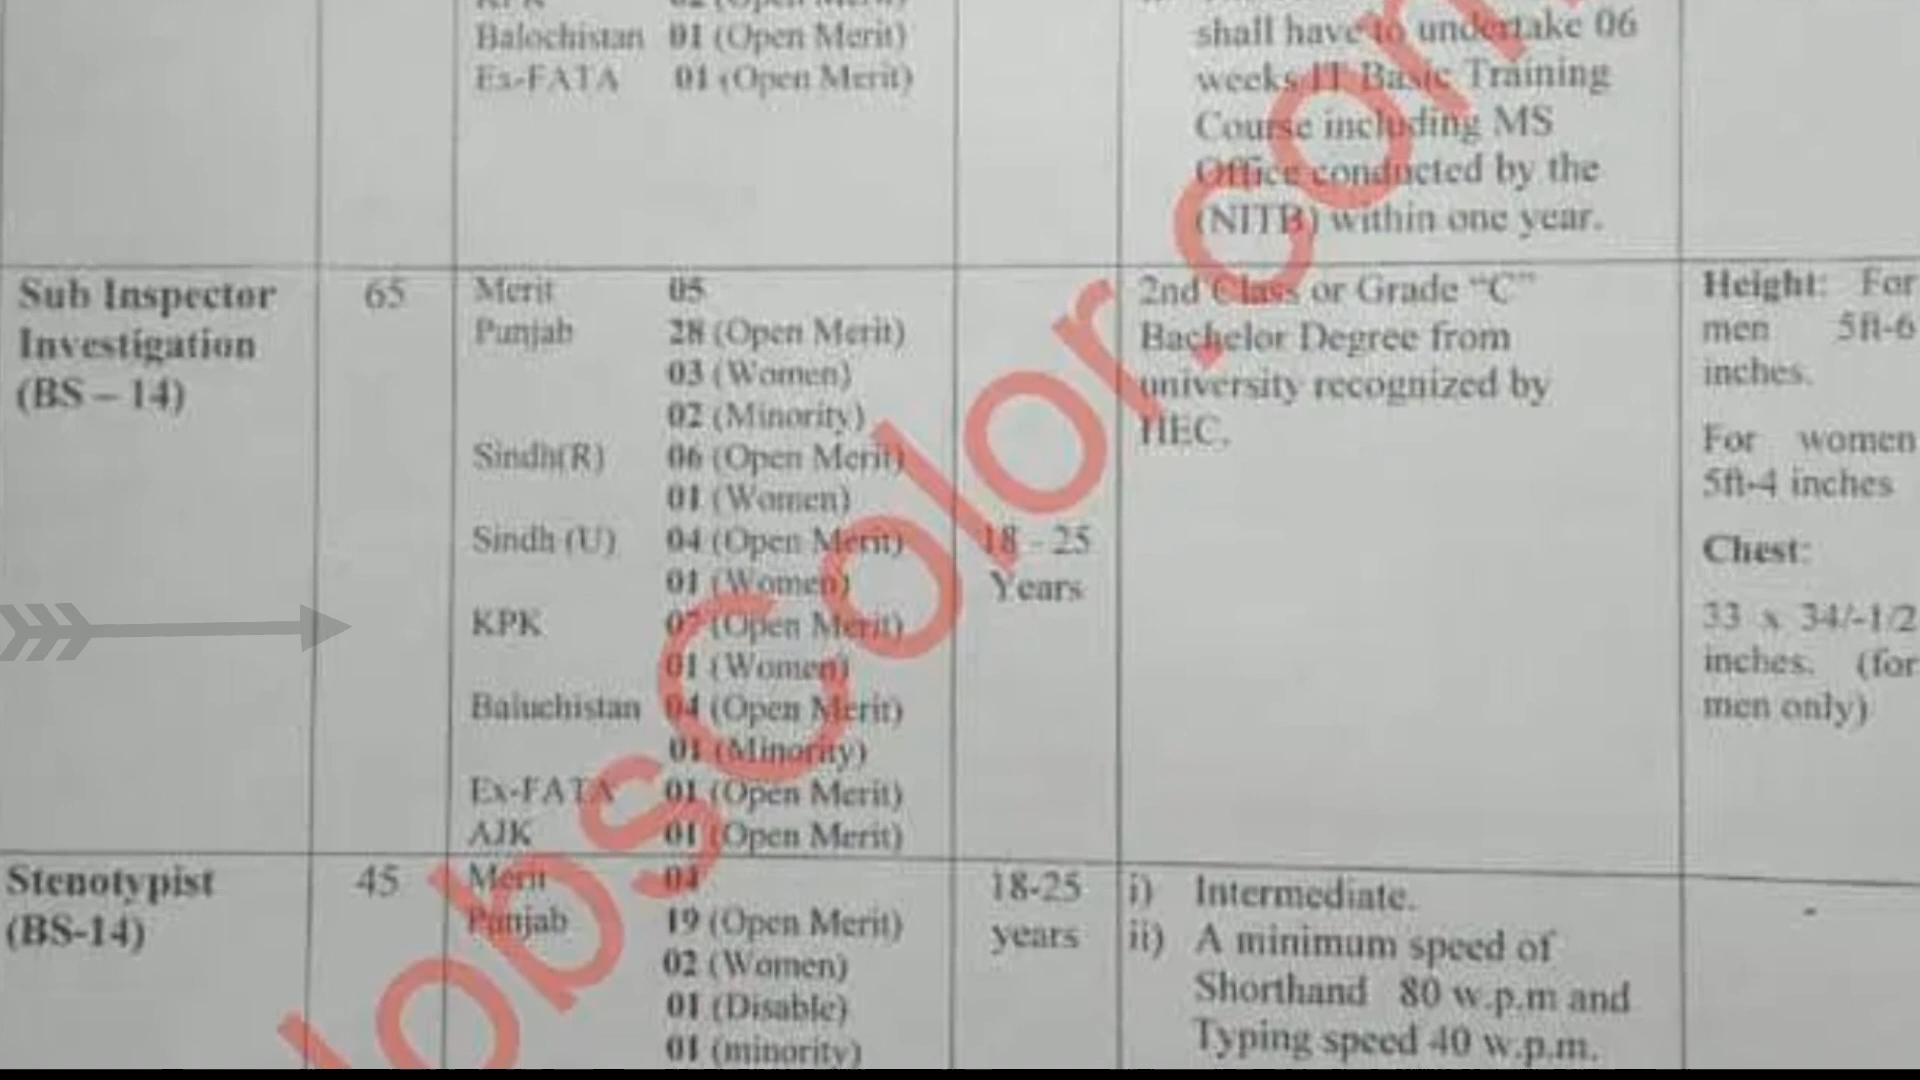 Balochistan 01 (Open Merit)
Ex-FATA 01 (Open Merit)
shall have to undertake 06
weeks IT Basic Training
Course including MS
Office conducted by the
(NITB) within one year.
Sub Inspector
Investigation
(BS – 14)
65
Merit 05
Punjab 28 (Open Merit)
03 (Women)
02 (Minority)
Sindh(R) 06 (Open Merit)
01 (Women)
Sindh (U) 04 (Open Merit)
01 (Women)
KPK 07 (Open Merit)
01 (Women)
Baluchistan 04 (Open Merit)
01 (Minority)
Ex-FATA 01 (Open Merit)
AJK 01 (Open Merit)
18 - 25
Years
2nd Class or Grade “C”
Bachelor Degree from
university recognized by
HEC.
Height: For
men 5ft-6
inches.
For women
5ft-4 inches
Chest:
33 x 34/-1/2
inches. (for
men only)
Stenotypist
(BS-14)
45
Merit 04
Punjab 19 (Open Merit)
02 (Women)
01 (Disable)
01 (minority)
18-25
years
i) Intermediate.
ii) A minimum speed of
Shorthand 80 w.p.m and
Typing speed 40 w.p.m.
-
JobsColor.com